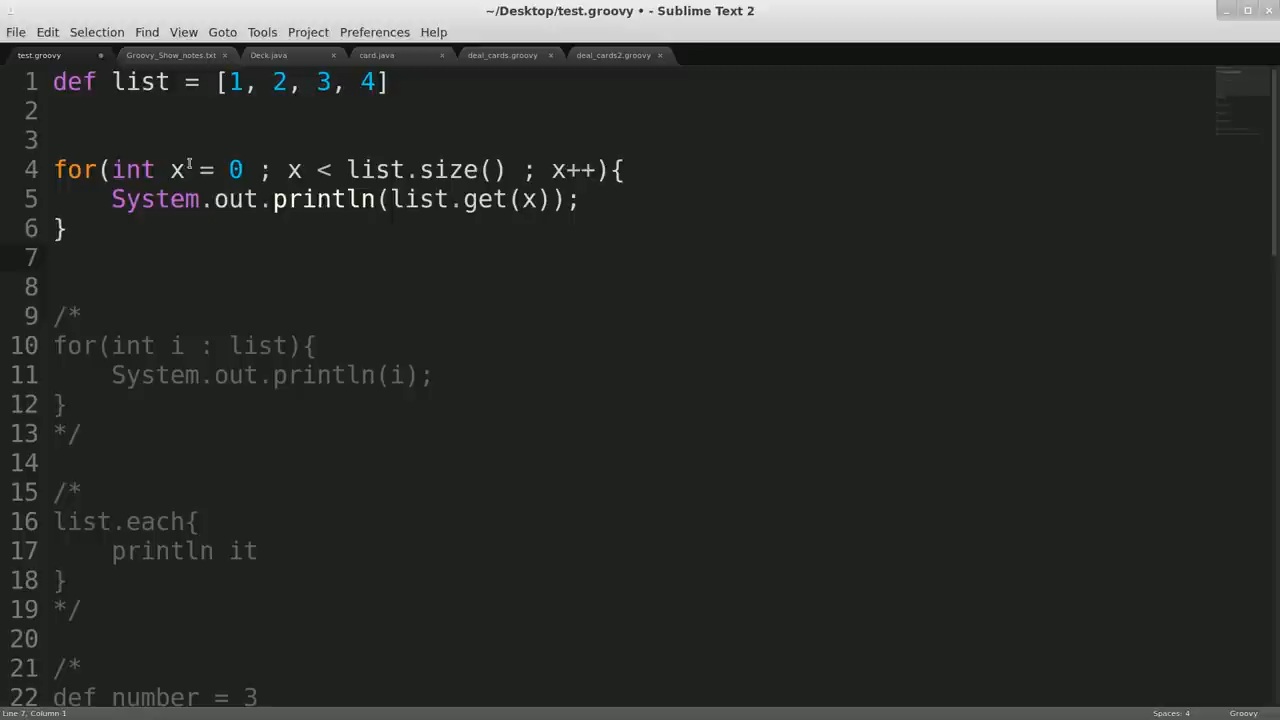 ~/Desktop/test.groovy • - Sublime Text 2
File Edit Selection Find View Goto Tools Project Preferences Help
test.groovy Groovy_Show_notes.txt Deck.java card.java deal_cards.groovy deal_cards2.groovy
1 def list = [1, 2, 3, 4]
2
3
4 for(int x = 0 ; x < list.size() ; x++){
5     System.out.println(list.get(x));
6 }
7
8
9 /*
10 for(int i : list){
11     System.out.println(i);
12 }
13 */
14
15 /*
16 list.each{
17     println it
18 }
19 */
20
21 /*
22 def number = 3
Line 7, Column 1 Spaces: 4 Groovy